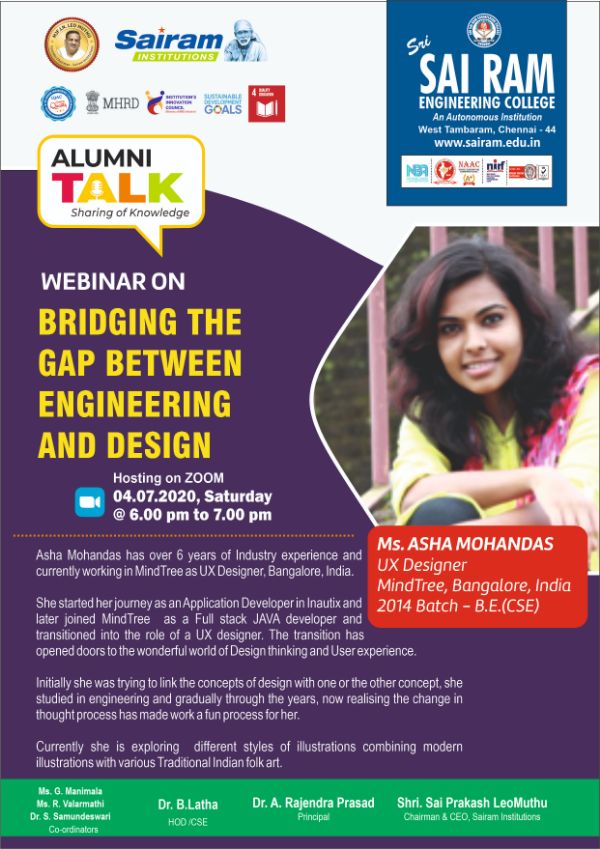 MJF. LN. LEO MUTHU
Sairam
INSTITUTIONS
MHRD
INSTITUTION'S
INNOVATION
COUNCIL
SUSTAINABLE
DEVELOPMENT
GOALS
4 QUALITY
EDUCATION
Sri
SAI RAM
ENGINEERING COLLEGE
An Autonomous Institution
West Tambaram, Chennai - 44
www.sairam.edu.in
NBA
NAAC
nirf
ALUMNI
TALK
Sharing of Knowledge
WEBINAR ON
BRIDGING THE
GAP BETWEEN
ENGINEERING
AND DESIGN
Hosting on ZOOM
04.07.2020, Saturday
@ 6.00 pm to 7.00 pm
Ms. ASHA MOHANDAS
UX Designer
MindTree, Bangalore, India
2014 Batch – B.E.(CSE)
Asha Mohandas has over 6 years of Industry experience and
currently working in MindTree as UX Designer, Bangalore, India.
She started her journey as an Application Developer in Inautix and
later joined MindTree as a Full stack JAVA developer and
transitioned into the role of a UX designer. The transition has
opened doors to the wonderful world of Design thinking and User experience.
Initially she was trying to link the concepts of design with one or the other concept, she
studied in engineering and gradually through the years, now realising the change in
thought process has made work a fun process for her.
Currently she is exploring different styles of illustrations combining modern
illustrations with various Traditional Indian folk art.
Ms. G. Manimala
Ms. R. Valarmathi
Dr. S. Samundeswari
Co-ordinators
Dr. B.Latha
HOD /CSE
Dr. A. Rajendra Prasad
Principal
Shri. Sai Prakash LeoMuthu
Chairman & CEO, Sairam Institutions